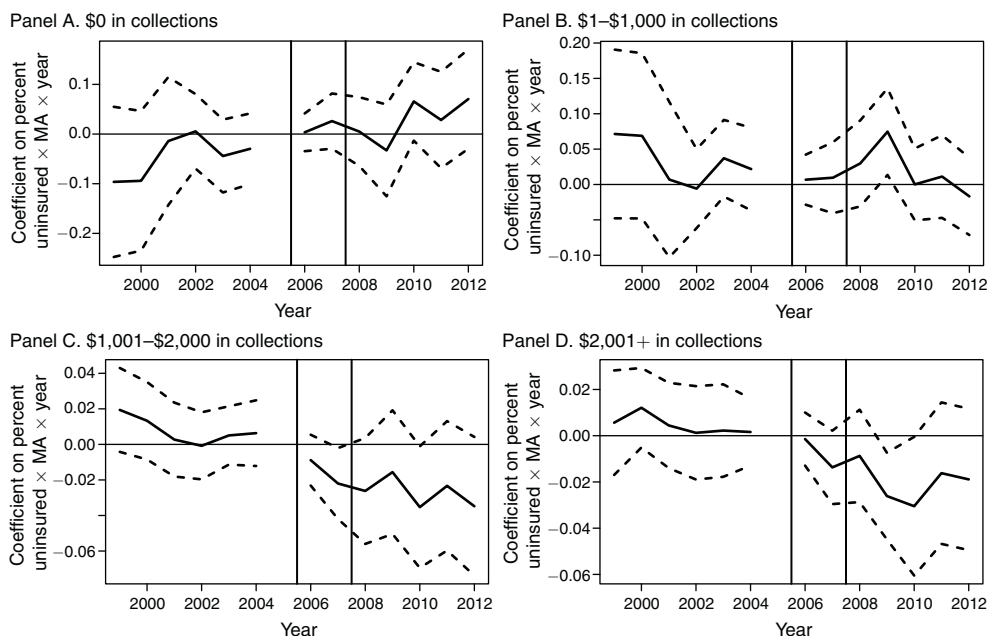 Panel A. $0 in collections
Coefficient on percent
uninsured × MA × year
0.1
0.0
−0.1
−0.2
2000 2002 2004 2006 2008 2010 2012
Year
Panel B. $1–$1,000 in collections
Coefficient on percent
uninsured × MA × year
0.20
0.15
0.10
0.05
0.00
−0.10
2000 2002 2004 2006 2008 2010 2012
Year
Panel C. $1,001–$2,000 in collections
Coefficient on percent
uninsured × MA × year
0.04
0.02
0.00
−0.02
−0.06
2000 2002 2004 2006 2008 2010 2012
Year
Panel D. $2,001+ in collections
Coefficient on percent
uninsured × MA × year
0.02
0.00
−0.02
−0.04
−0.06
2000 2002 2004 2006 2008 2010 2012
Year